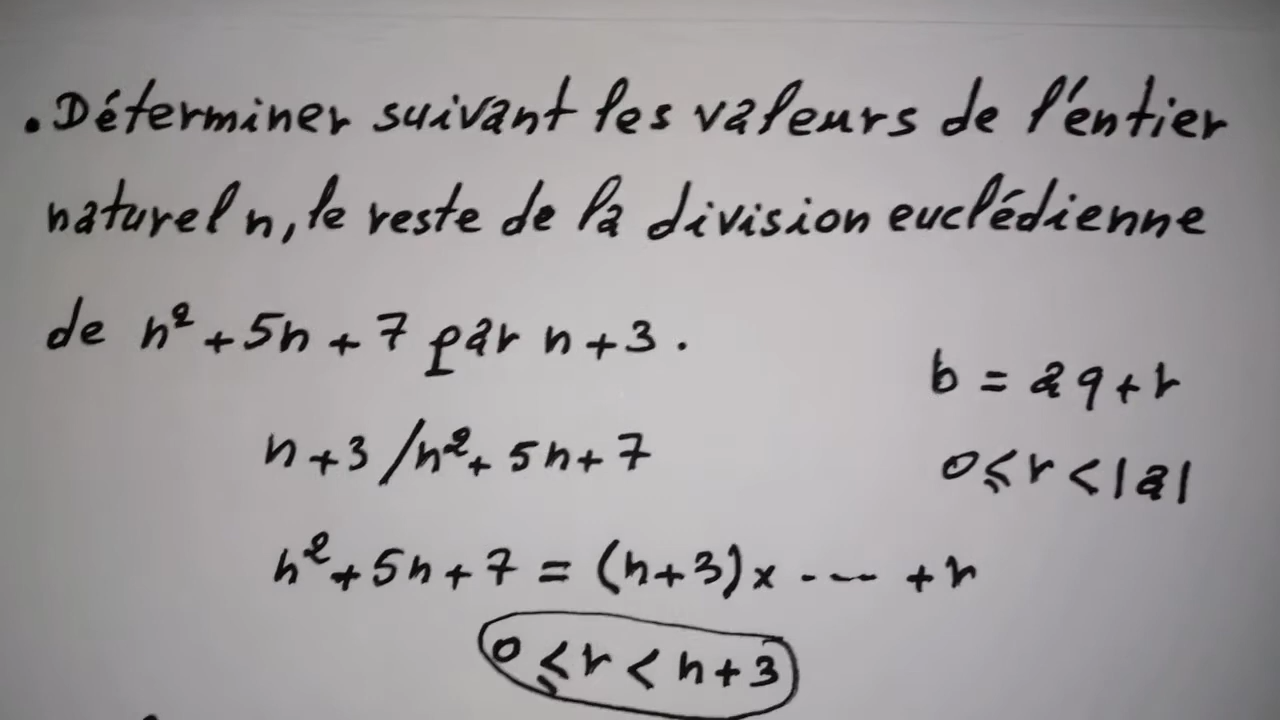 . Déterminer suivant les valeurs de l'entier
naturel n, le reste de la division euclédienne
de n² + 5n + 7 par n + 3.
b = aq + r
n + 3 / n² + 5n + 7
0 ≤ r < |a|
n² + 5n + 7 = (n+3) x ---- + r
0 ≤ r < n + 3